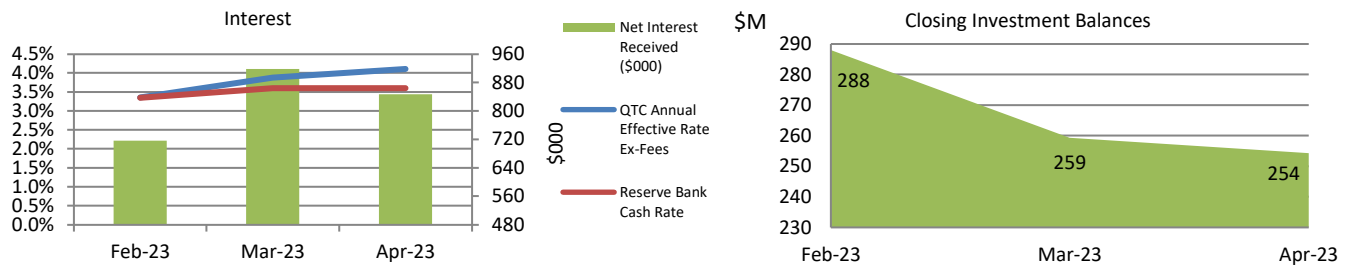 Interest
4.5%
4.0%
3.5%
3.0%
2.5%
2.0%
1.5%
1.0%
0.5%
0.0%
960
880
800
720
640
560
480
$000
Feb-23
Mar-23
Apr-23
Net Interest
Received
($000)
QTC Annual
Effective Rate
Ex-Fees
Reserve Bank
Cash Rate
$M
Closing Investment Balances
290
280
270
260
250
240
230
288
259
254
Feb-23
Mar-23
Apr-23